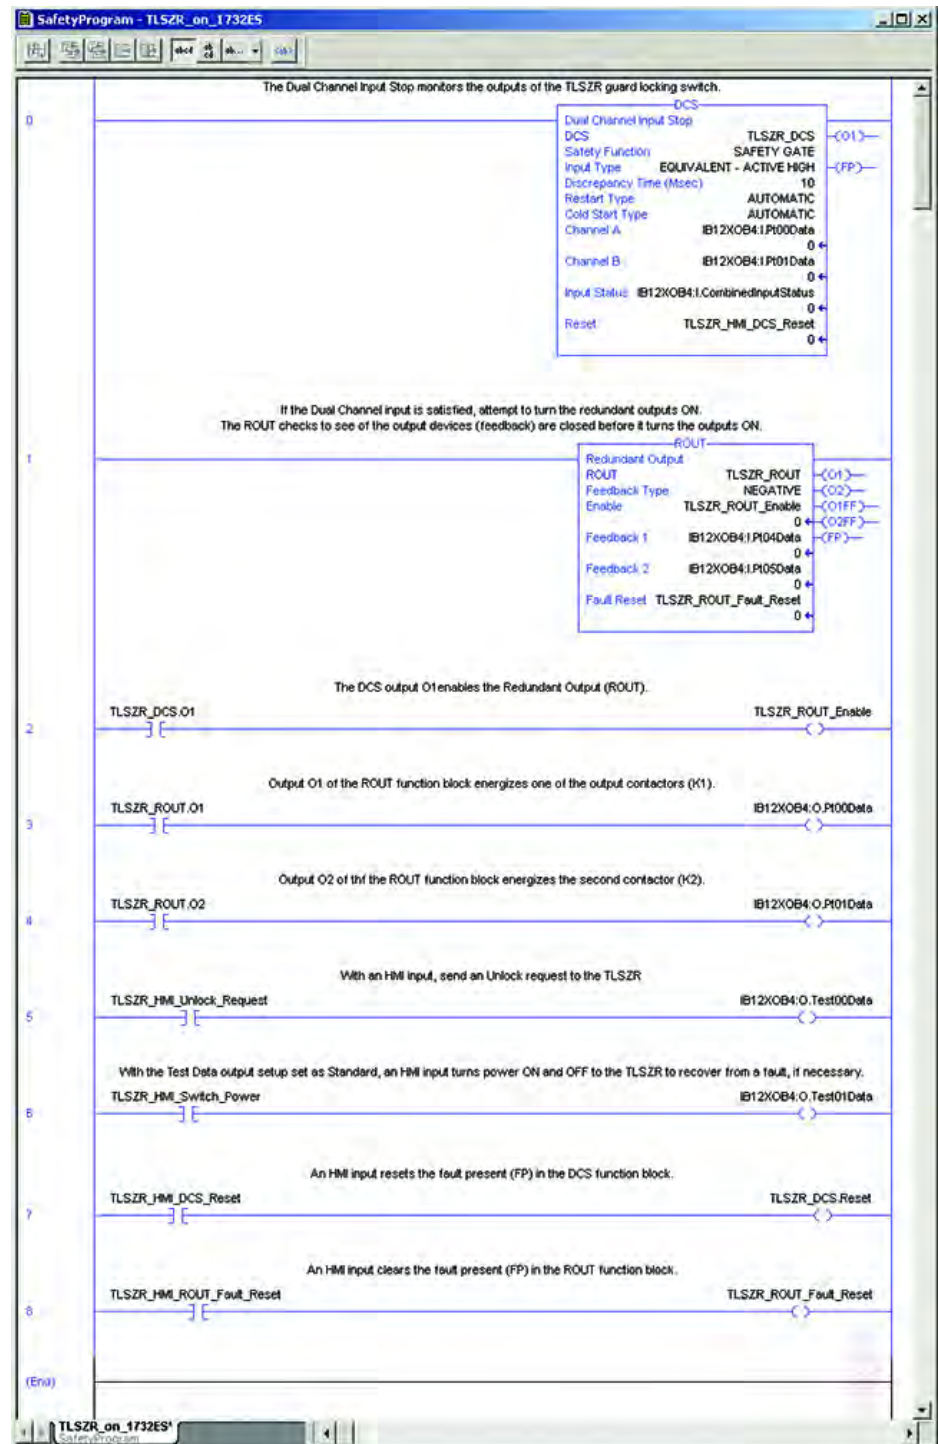 SafetyProgram - TLSZR_on_1732ES
The Dual Channel Input Stop monitors the outputs of the TLSZR guard locking switch.
0
DCS
Dual Channel Input Stop
DCS TLSZR_DCS (O1)
Safety Function SAFETY GATE
Input Type EQUIVALENT - ACTIVE HIGH (FP)
Discrepancy Time (Msec) 10
Restart Type AUTOMATIC
Cold Start Type AUTOMATIC
Channel A IB12XOB4:I.Pt00Data
0
Channel B IB12XOB4:I.Pt01Data
0
Input Status IB12XOB4:I.CombinedInputStatus
0
Reset TLSZR_HMI_DCS_Reset
0
If the Dual Channel input is satisfied, attempt to turn the redundant outputs ON.
The ROUT checks to see of the output devices (feedback) are closed before it turns the outputs ON.
1
ROUT
Redundant Output
ROUT TLSZR_ROUT (O1)
Feedback Type NEGATIVE (O2)
Enable TLSZR_ROUT_Enable (O1FF)
0 (O2FF)
Feedback 1 IB12XOB4:I.Pt04Data (FP)
0
Feedback 2 IB12XOB4:I.Pt05Data
0
Fault Reset TLSZR_ROUT_Fault_Reset
0
The DCS output O1enables the Redundant Output (ROUT).
TLSZR_DCS.O1 TLSZR_ROUT_Enable
2
Output O1 of the ROUT function block energizes one of the output contactors (K1).
TLSZR_ROUT.O1 IB12XOB4:O.Pt00Data
3
Output O2 of thf the ROUT function block energizes the second contactor (K2).
TLSZR_ROUT.O2 IB12XOB4:O.Pt01Data
4
With an HMI input, send an Unlock request to the TLSZR
TLSZR_HMI_Unlock_Request IB12XOB4:O.Test00Data
5
With the Test Data output setup set as Standard, an HMI input turns power ON and OFF to the TLSZR to recover from a fault, if necessary.
TLSZR_HMI_Switch_Power IB12XOB4:O.Test01Data
6
An HMI input resets the fault present (FP) in the DCS function block.
TLSZR_HMI_DCS_Reset TLSZR_DCS.Reset
7
An HMI input clears the fault present (FP) in the ROUT function block.
TLSZR_HMI_ROUT_Fault_Reset TLSZR_ROUT_Fault_Reset
8
(End)
TLSZR_on_1732ES*
SafetyProgram